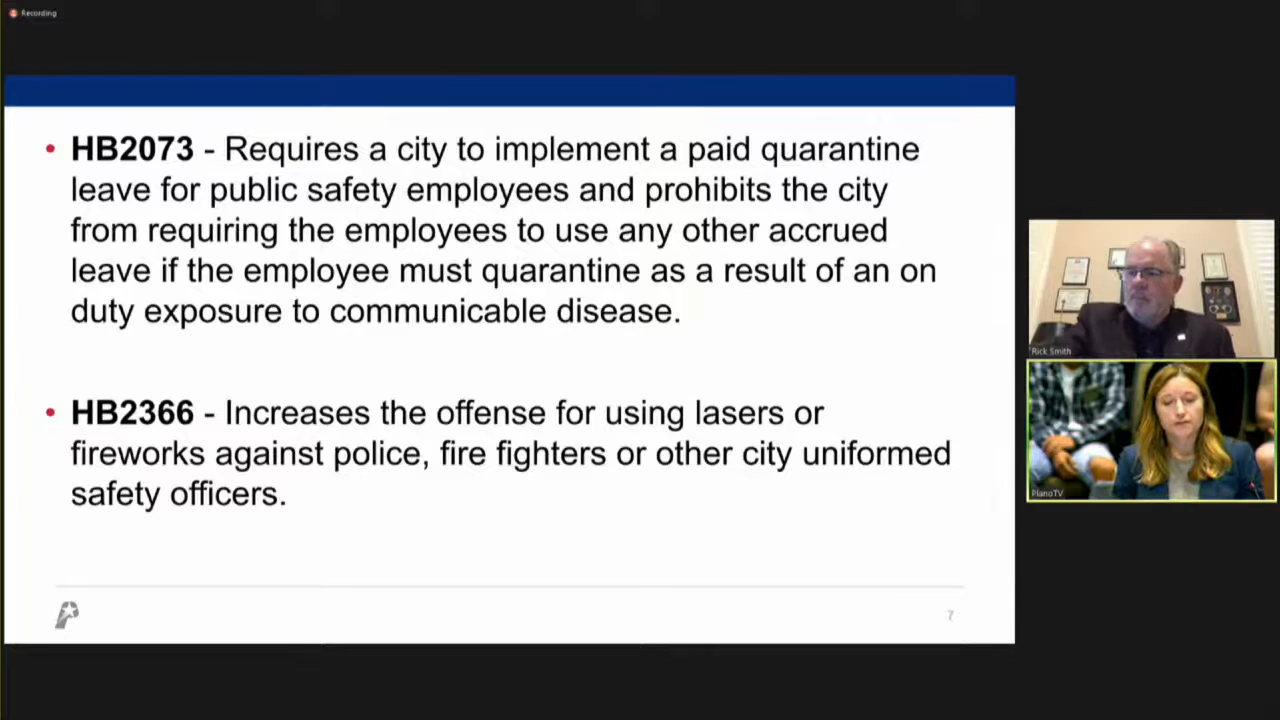 Recording
• HB2073 - Requires a city to implement a paid quarantine
leave for public safety employees and prohibits the city
from requiring the employees to use any other accrued
leave if the employee must quarantine as a result of an on
duty exposure to communicable disease.
• HB2366 - Increases the offense for using lasers or
fireworks against police, fire fighters or other city uniformed
safety officers.
7
Rick Smith
PlanoTV